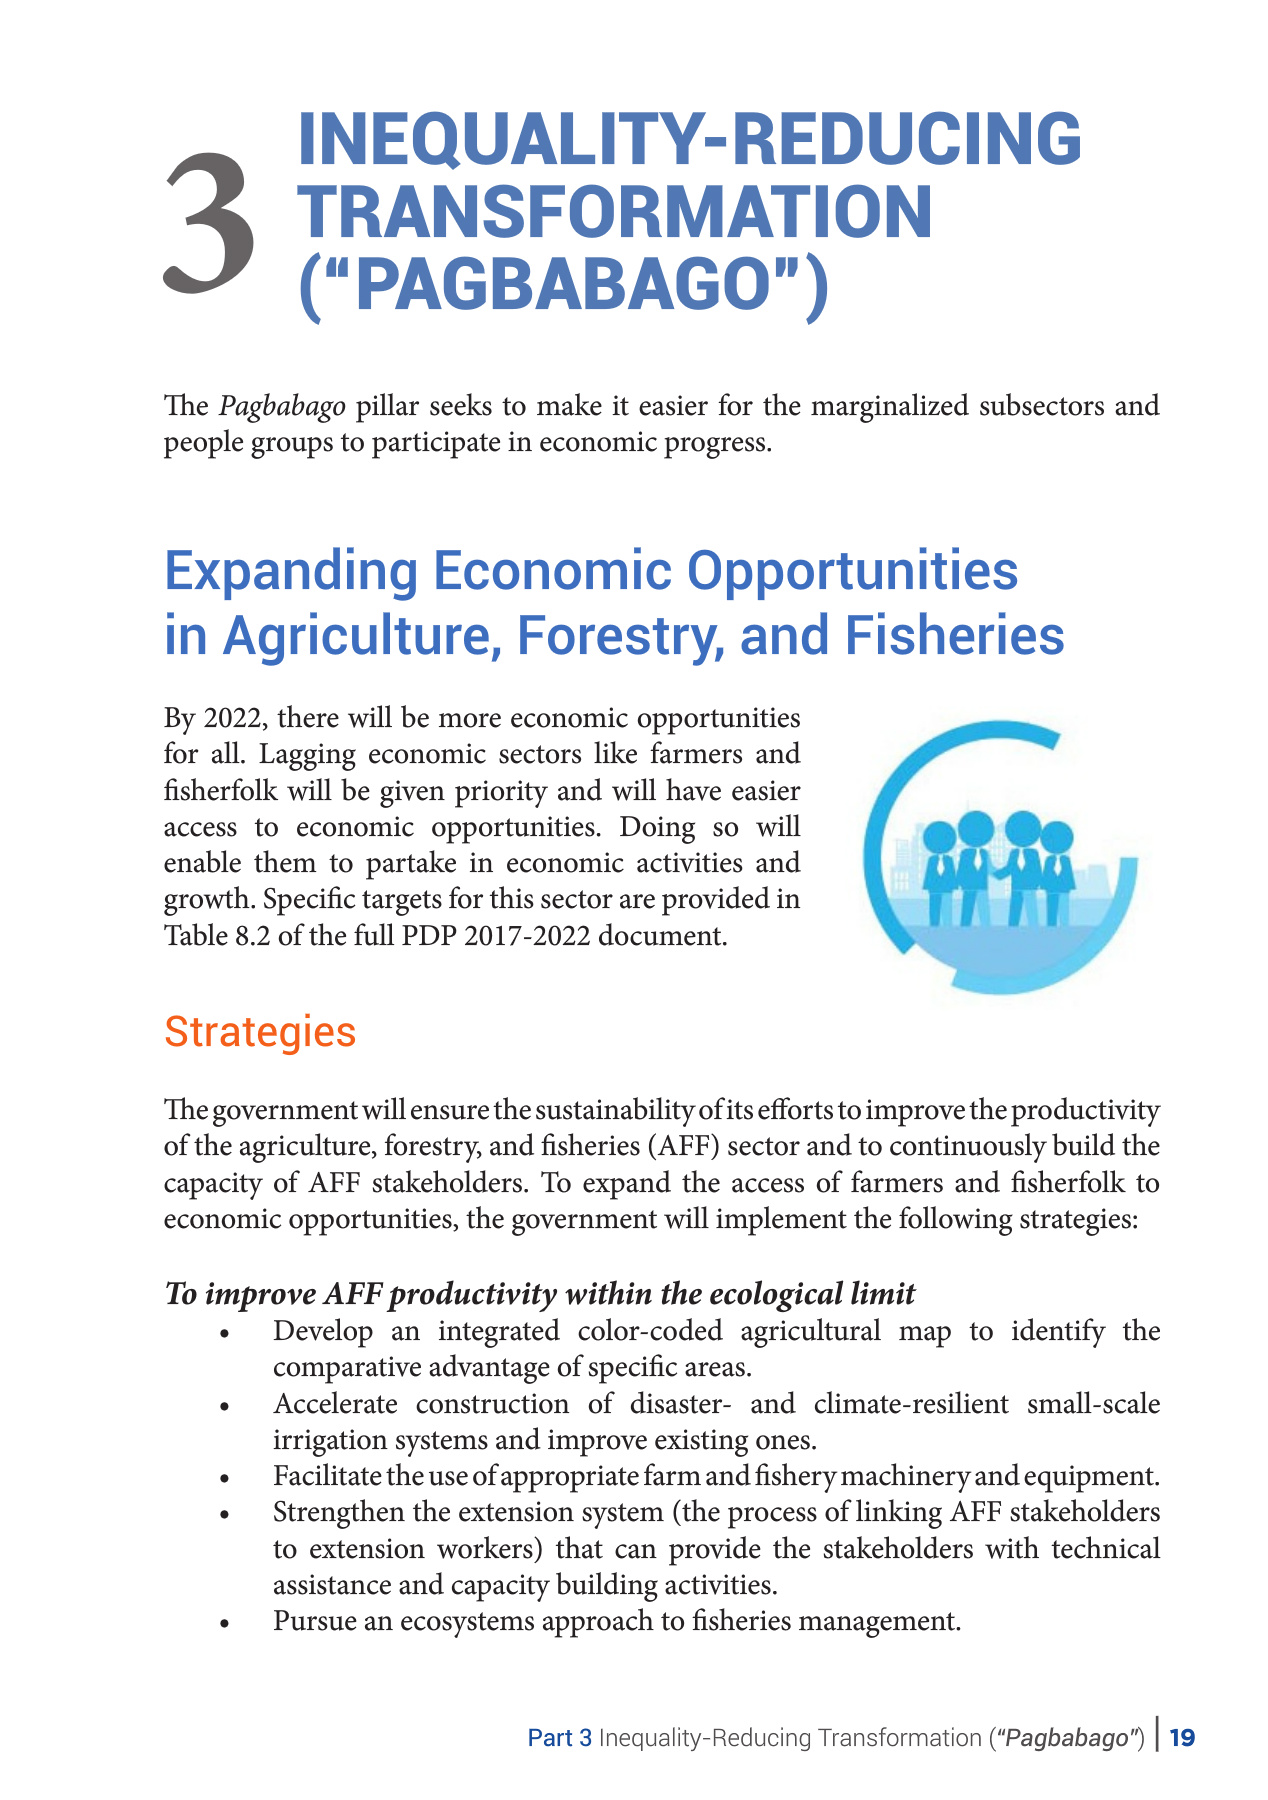 3
INEQUALITY-REDUCING
TRANSFORMATION
(“PAGBABAGO”)
The Pagbabago pillar seeks to make it easier for the marginalized subsectors and
people groups to participate in economic progress.
Expanding Economic Opportunities
in Agriculture, Forestry, and Fisheries
By 2022, there will be more economic opportunities
for all. Lagging economic sectors like farmers and
fisherfolk will be given priority and will have easier
access to economic opportunities. Doing so will
enable them to partake in economic activities and
growth. Specific targets for this sector are provided in
Table 8.2 of the full PDP 2017-2022 document.
Strategies
The government will ensure the sustainability of its efforts to improve the productivity
of the agriculture, forestry, and fisheries (AFF) sector and to continuously build the
capacity of AFF stakeholders. To expand the access of farmers and fisherfolk to
economic opportunities, the government will implement the following strategies:
To improve AFF productivity within the ecological limit
• Develop an integrated color-coded agricultural map to identify the
comparative advantage of specific areas.
• Accelerate construction of disaster- and climate-resilient small-scale
irrigation systems and improve existing ones.
• Facilitate the use of appropriate farm and fishery machinery and equipment.
• Strengthen the extension system (the process of linking AFF stakeholders
to extension workers) that can provide the stakeholders with technical
assistance and capacity building activities.
• Pursue an ecosystems approach to fisheries management.
Part 3 Inequality-Reducing Transformation (“Pagbabago”) | 19